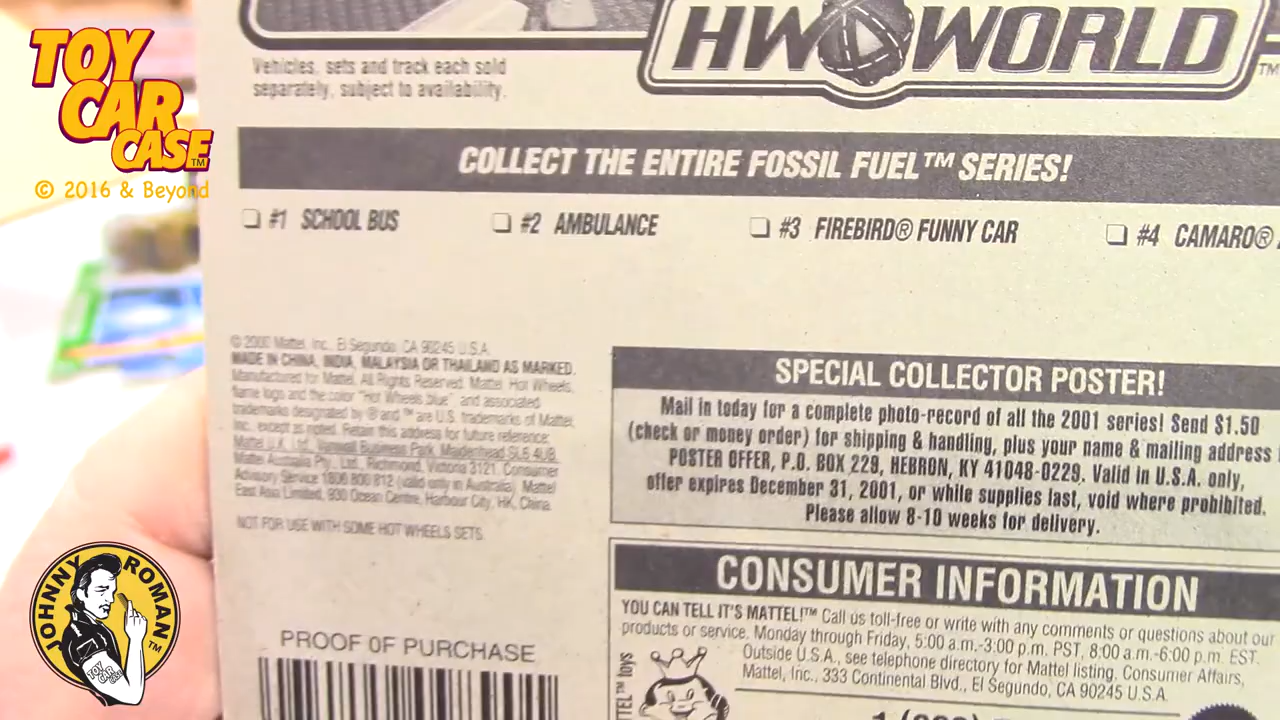 TOY
CAR
CASE™
© 2016 & Beyond
HW WORLD ™
Vehicles, sets and track each sold
separately, subject to availability.
COLLECT THE ENTIRE FOSSIL FUEL™ SERIES!
#1 SCHOOL BUS
#2 AMBULANCE
#3 FIREBIRD® FUNNY CAR
#4 CAMARO®
© 2000 Mattel, Inc., El Segundo, CA 90245 U.S.A.
MADE IN CHINA, INDIA, MALAYSIA OR THAILAND AS MARKED.
Manufactured for Mattel. All Rights Reserved. Mattel, Hot Wheels,
flame logo and the color "Hot Wheels blue" and associated
trademarks designated by ® and ™ are U.S. trademarks of Mattel,
Inc., except as noted. Retain this address for future reference:
Mattel U.K., Ltd., Vanwall Business Park, Maidenhead SL6 4UB.
Mattel Australia Pty., Ltd., Richmond, Victoria 3121. Consumer
Advisory Service 1 800 800 812 (valid only in Australia). Mattel
East Asia Limited, 930 Ocean Centre, Harbour City, HK, China.
NOT FOR USE WITH SOME HOT WHEELS SETS.
SPECIAL COLLECTOR POSTER!
Mail in today for a complete photo-record of all the 2001 series! Send $1.50
(check or money order) for shipping & handling, plus your name & mailing address
POSTER OFFER, P.O. BOX 229, HEBRON, KY 41048-0229. Valid in U.S.A. only,
offer expires December 31, 2001, or while supplies last, void where prohibited.
Please allow 8-10 weeks for delivery.
CONSUMER INFORMATION
YOU CAN TELL IT'S MATTEL!™ Call us toll-free or write with any comments or questions about our
products or service. Monday through Friday, 5:00 a.m.-3:00 p.m. PST, 8:00 a.m.-6:00 p.m. EST.
Outside U.S.A., see telephone directory for Mattel listing. Consumer Affairs,
Mattel, Inc., 333 Continental Blvd., El Segundo, CA 90245 U.S.A.
PROOF OF PURCHASE
JOHNNY ROMAN™
TOY
CAR
CASE